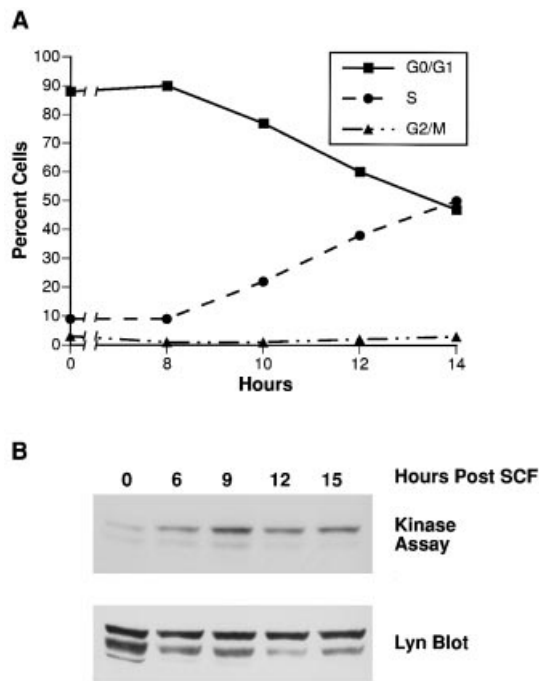 A
100
90
80
70
60
50
40
30
20
10
0
Percent Cells
G0/G1
S
G2/M
0 8 10 12 14
Hours
B
0 6 9 12 15 Hours Post SCF
Kinase
Assay
Lyn Blot